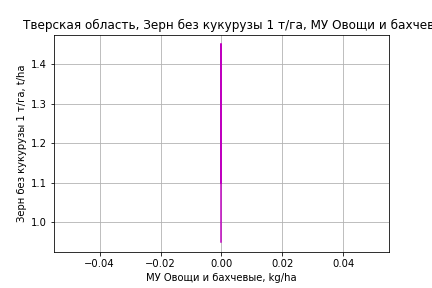 Тверская область, Зерн без кукурузы 1 т/га, МУ Овощи и бахчев
1.4
1.3
1.2
1.1
1.0
Зерн без кукурузы 1 т/га, t/ha
−0.04 −0.02 0.00 0.02 0.04
МУ Овощи и бахчевые, kg/ha